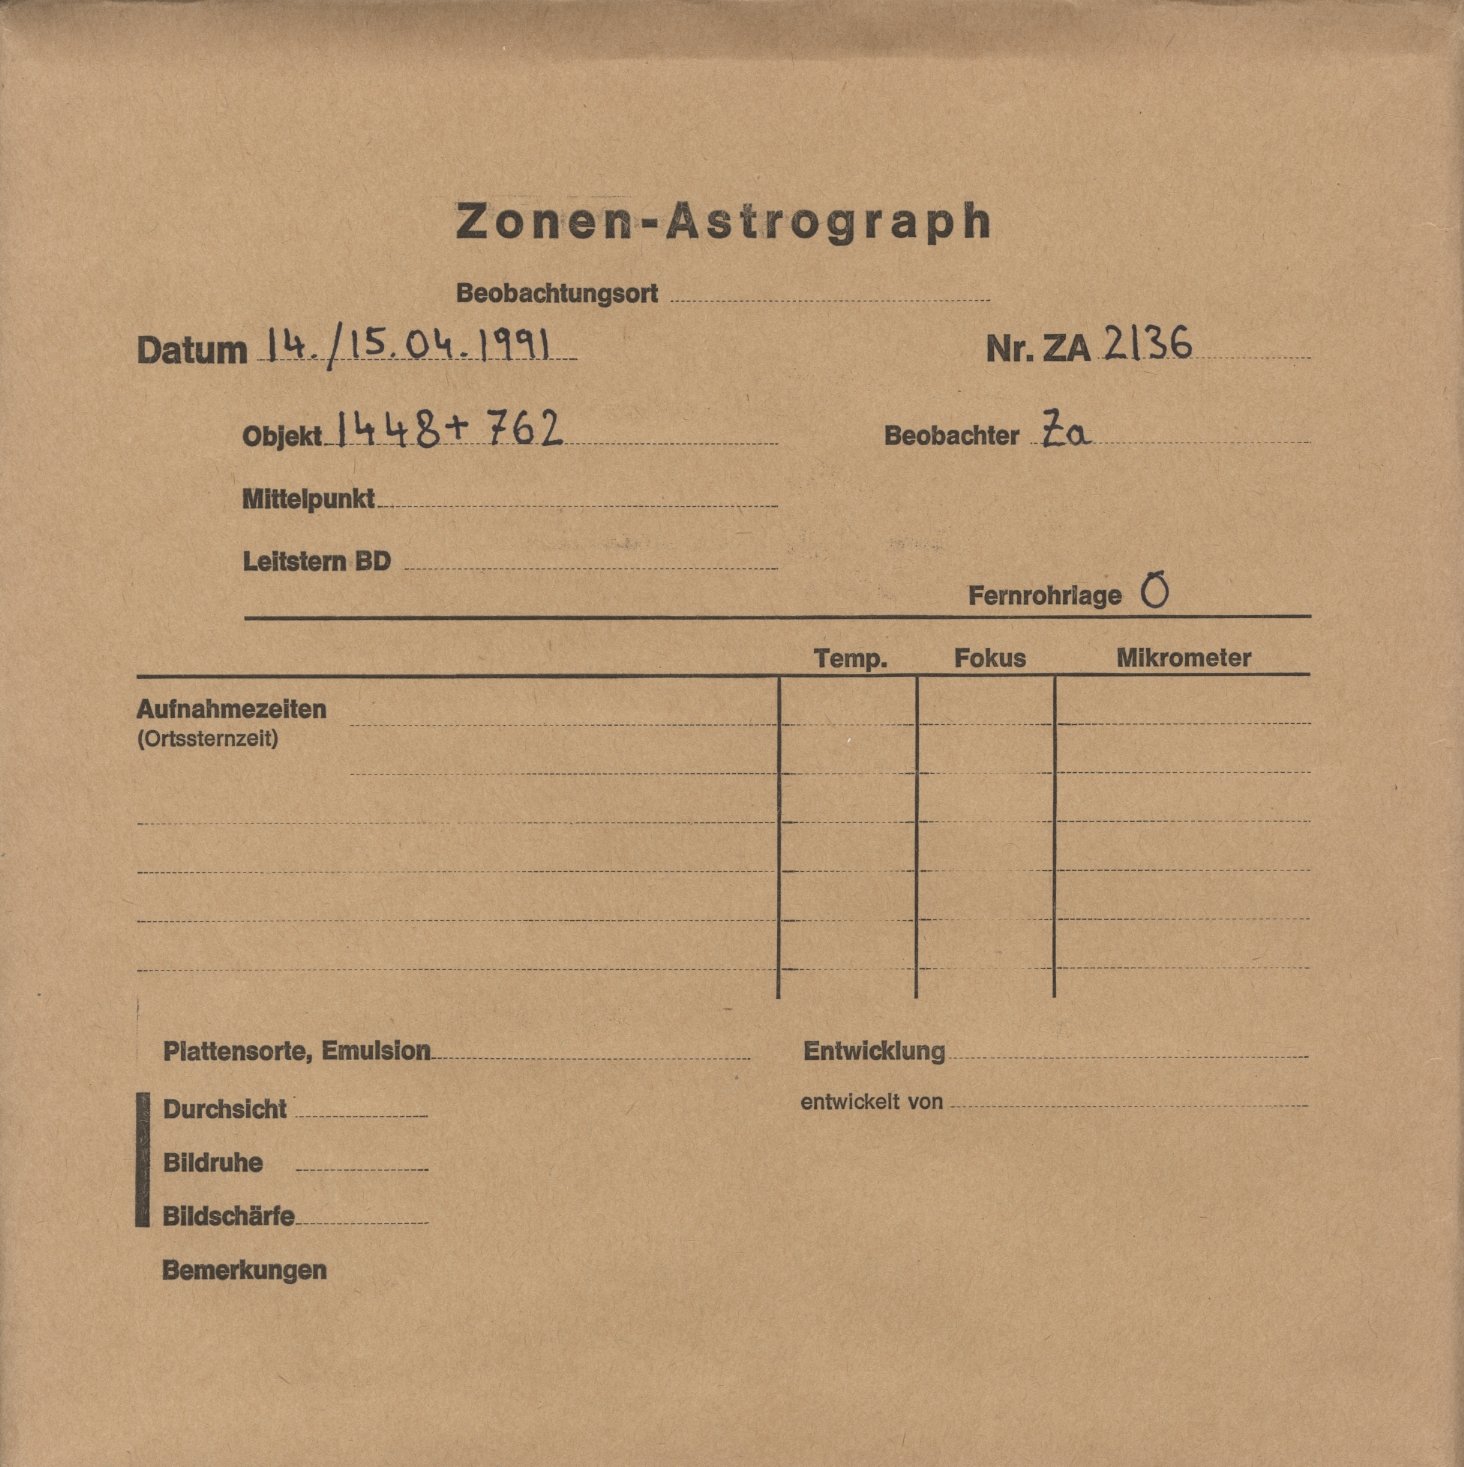 Zonen-Astrograph
Beobachtungsort
Datum 14./15.04.1991 Nr. ZA 2136
Objekt 1448+762 Beobachter Za
Mittelpunkt
Leitstern BD
Fernrohrlage O
Temp. Fokus Mikrometer
Aufnahmezeiten
(Ortssternzeit)
Plattensorte, Emulsion Entwicklung
Durchsicht entwickelt von
Bildruhe
Bildschärfe
Bemerkungen